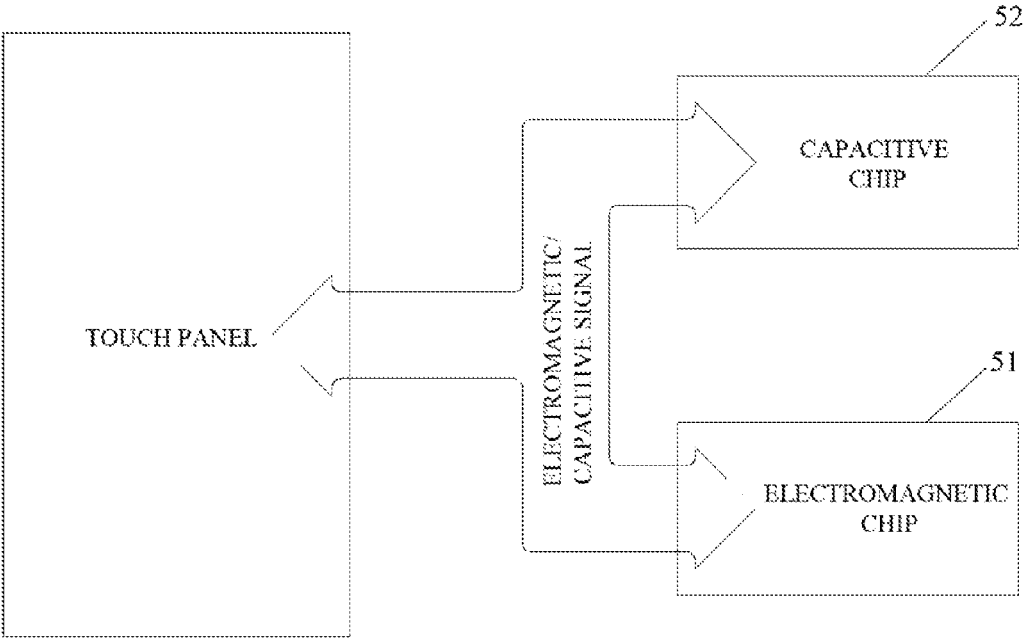 52
CAPACITIVE
CHIP
TOUCH PANEL
ELECTROMAGNETIC/
CAPACITIVE SIGNAL
51
ELECTROMAGNETIC
CHIP